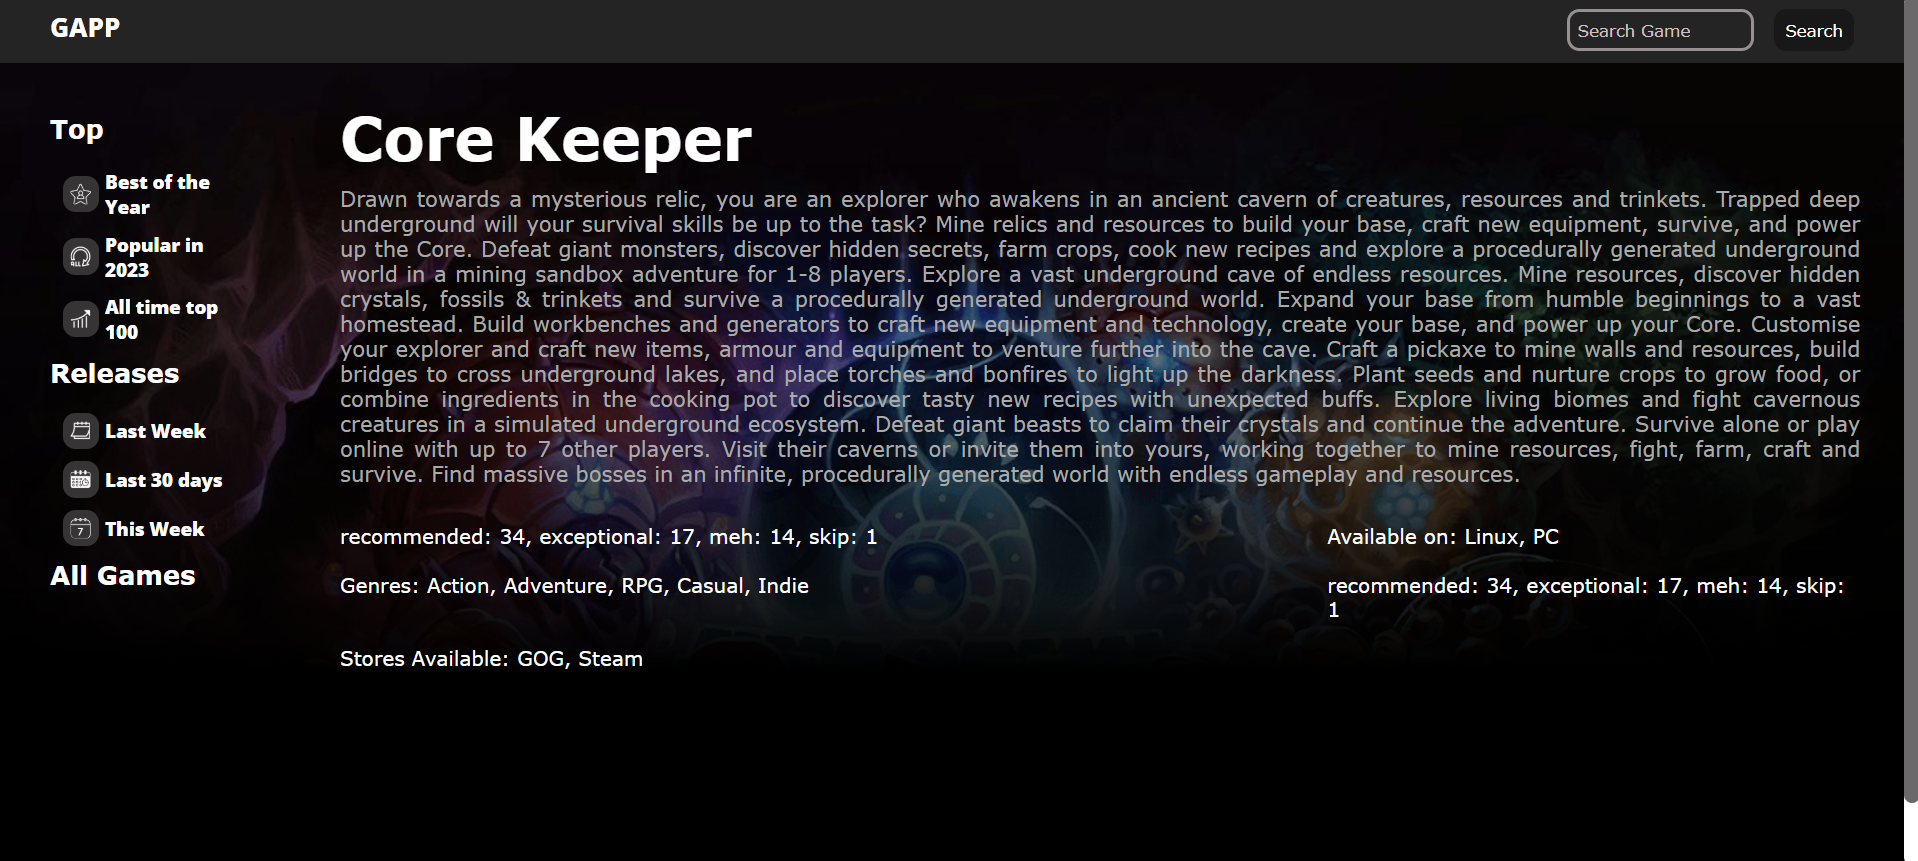 GAPP
Search Game
Search
Top
Best of the
Year
Popular in
2023
All time top
100
Releases
Last Week
Last 30 days
7
This Week
All Games
Core Keeper
Drawn towards a mysterious relic, you are an explorer who awakens in an ancient cavern of creatures, resources and trinkets. Trapped deep
underground will your survival skills be up to the task? Mine relics and resources to build your base, craft new equipment, survive, and power
up the Core. Defeat giant monsters, discover hidden secrets, farm crops, cook new recipes and explore a procedurally generated underground
world in a mining sandbox adventure for 1-8 players. Explore a vast underground cave of endless resources. Mine resources, discover hidden
crystals, fossils & trinkets and survive a procedurally generated underground world. Expand your base from humble beginnings to a vast
homestead. Build workbenches and generators to craft new equipment and technology, create your base, and power up your Core. Customise
your explorer and craft new items, armour and equipment to venture further into the cave. Craft a pickaxe to mine walls and resources, build
bridges to cross underground lakes, and place torches and bonfires to light up the darkness. Plant seeds and nurture crops to grow food, or
combine ingredients in the cooking pot to discover tasty new recipes with unexpected buffs. Explore living biomes and fight cavernous
creatures in a simulated underground ecosystem. Defeat giant beasts to claim their crystals and continue the adventure. Survive alone or play
online with up to 7 other players. Visit their caverns or invite them into yours, working together to mine resources, fight, farm, craft and
survive. Find massive bosses in an infinite, procedurally generated world with endless gameplay and resources.
recommended: 34, exceptional: 17, meh: 14, skip: 1
Available on: Linux, PC
Genres: Action, Adventure, RPG, Casual, Indie
recommended: 34, exceptional: 17, meh: 14, skip:
1
Stores Available: GOG, Steam